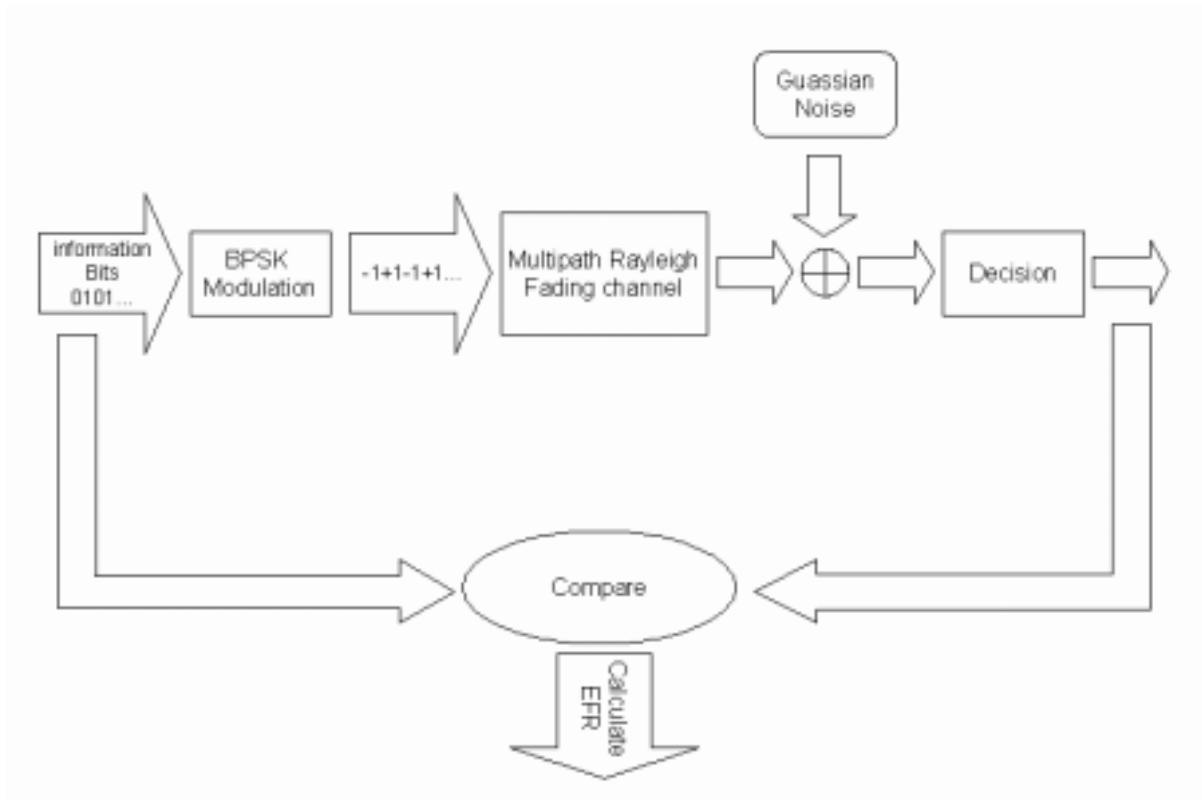 Guassian
Noise
information
Bits
0101...
BPSK
Modulation
-1+1-1+1...
Multipath Rayleigh
Fading channel
Decision
Compare
Calculate
EFR